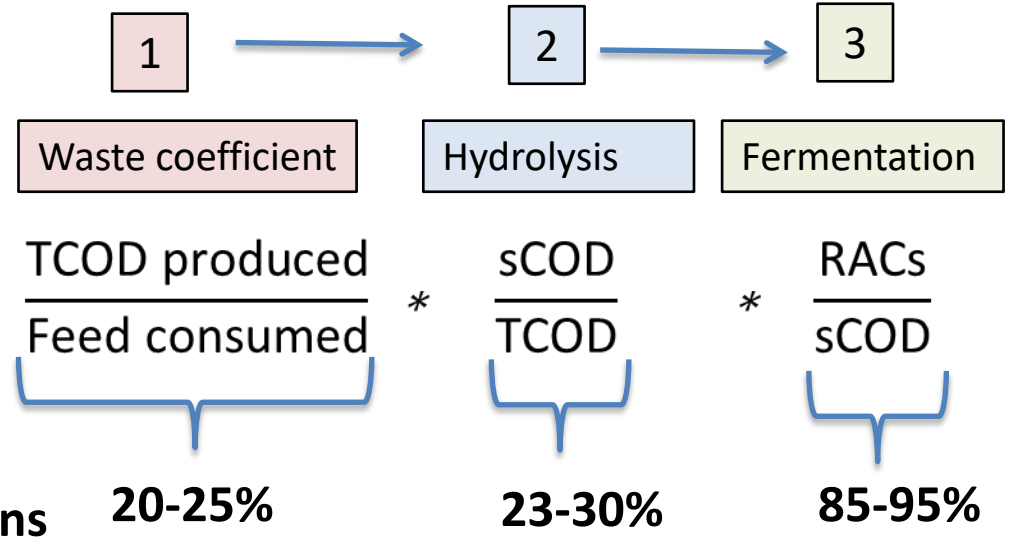 1 2 3
Waste coefficient Hydrolysis Fermentation
TCOD produced sCOD RACs
* *
Feed consumed TCOD sCOD
20-25% 23-30% 85-95%
ns